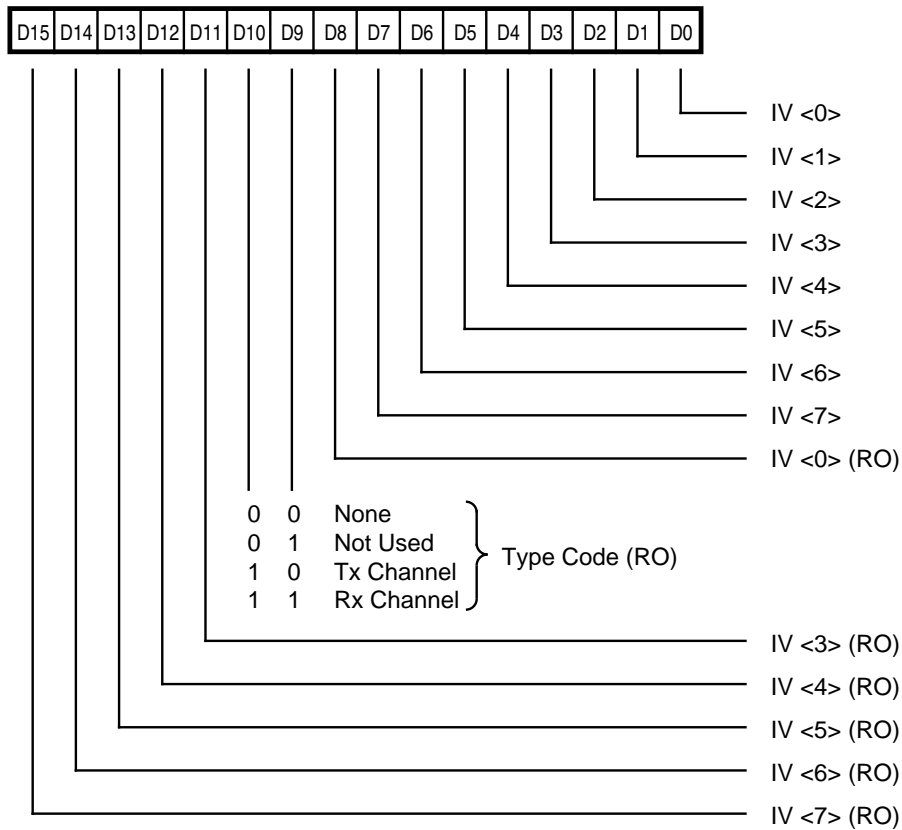 D15 D14 D13 D12 D11 D10 D9 D8 D7 D6 D5 D4 D3 D2 D1 D0
IV <0>
IV <1>
IV <2>
IV <3>
IV <4>
IV <5>
IV <6>
IV <7>
IV <0> (RO)
0 0 None
0 1 Not Used
1 0 Tx Channel
1 1 Rx Channel
Type Code (RO)
IV <3> (RO)
IV <4> (RO)
IV <5> (RO)
IV <6> (RO)
IV <7> (RO)